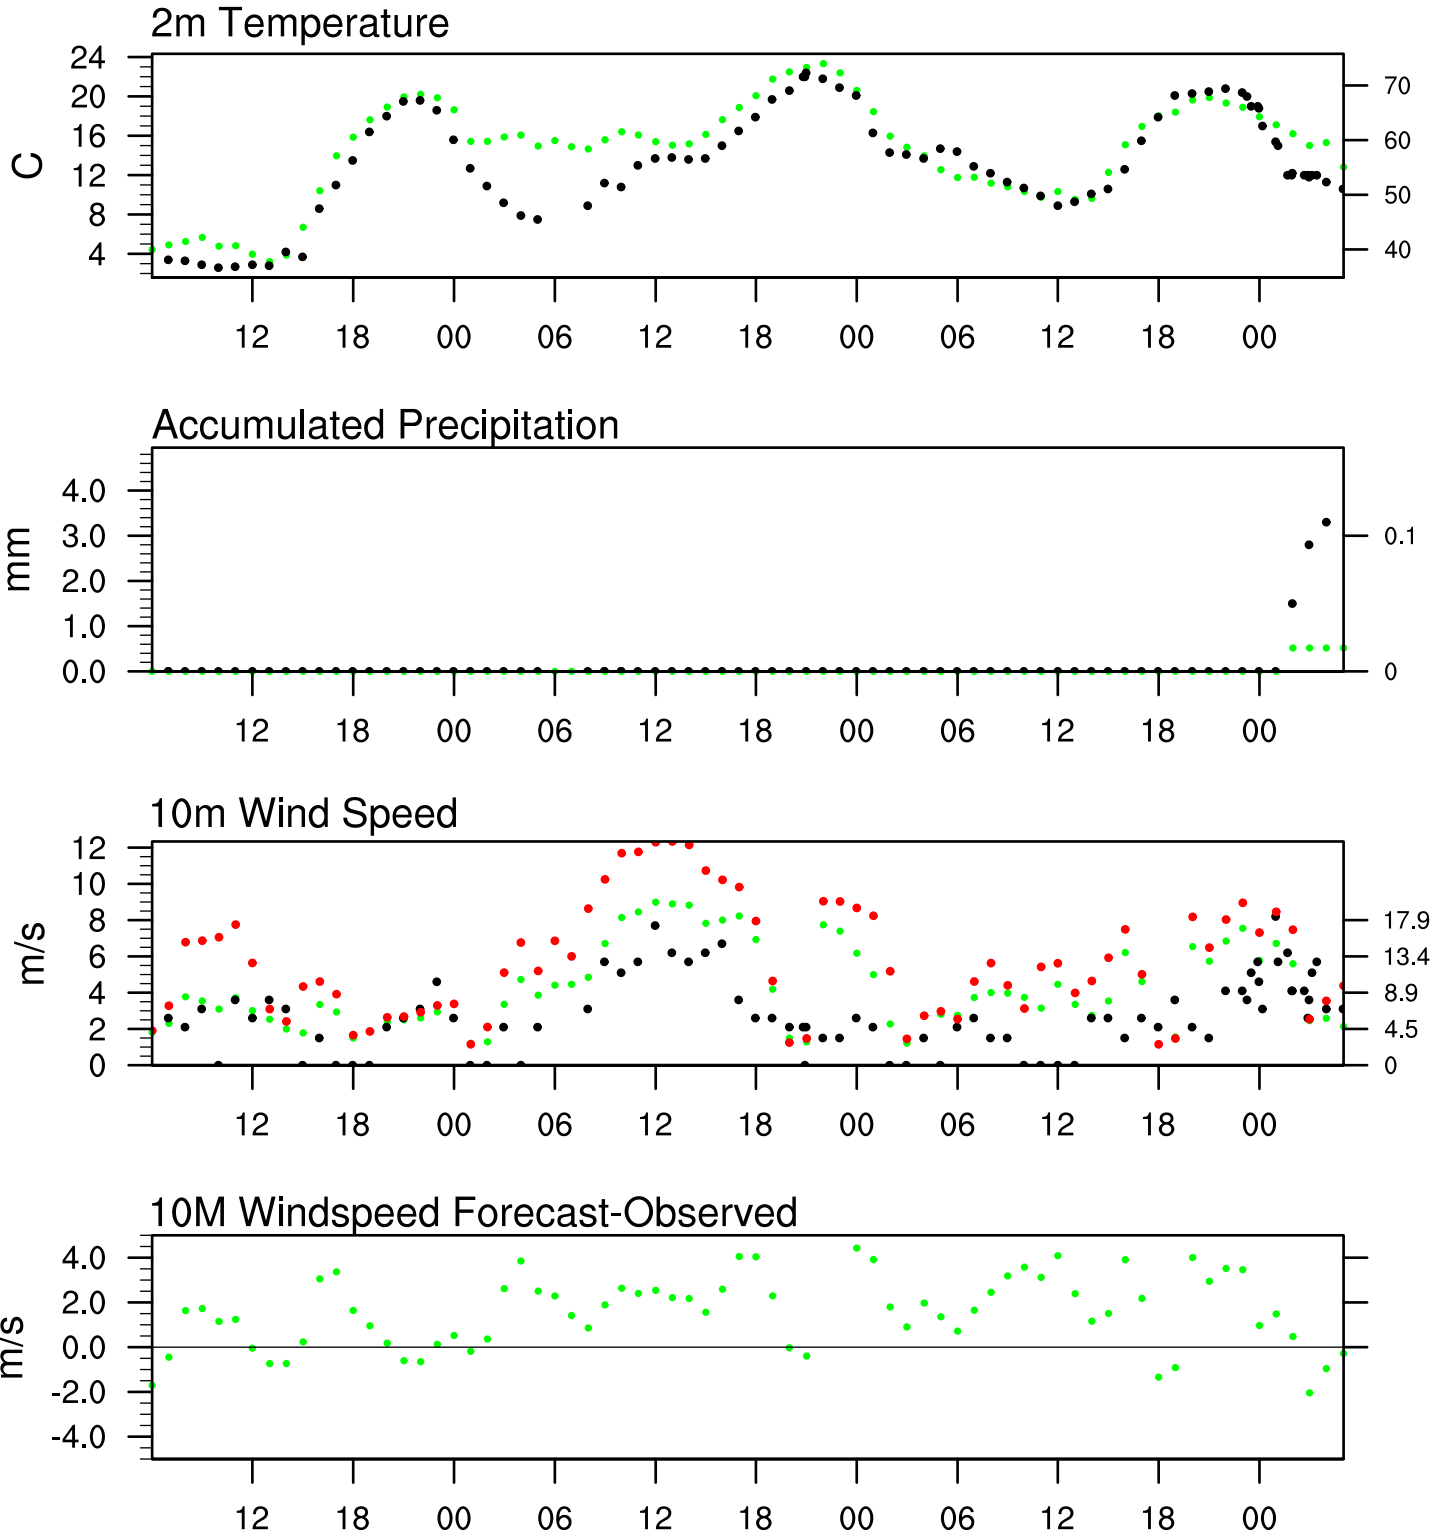 2m Temperature
24
20
16
12
8
4
C
70
60
50
40
12 18 00 06 12 18 00 06 12 18 00
Accumulated Precipitation
4.0
3.0
2.0
1.0
0.0
mm
0.1
0
12 18 00 06 12 18 00 06 12 18 00
10m Wind Speed
12
10
8
6
4
2
0
m/s
17.9
13.4
8.9
4.5
0
12 18 00 06 12 18 00 06 12 18 00
10M Windspeed Forecast-Observed
4.0
2.0
0.0
-2.0
-4.0
m/s
12 18 00 06 12 18 00 06 12 18 00